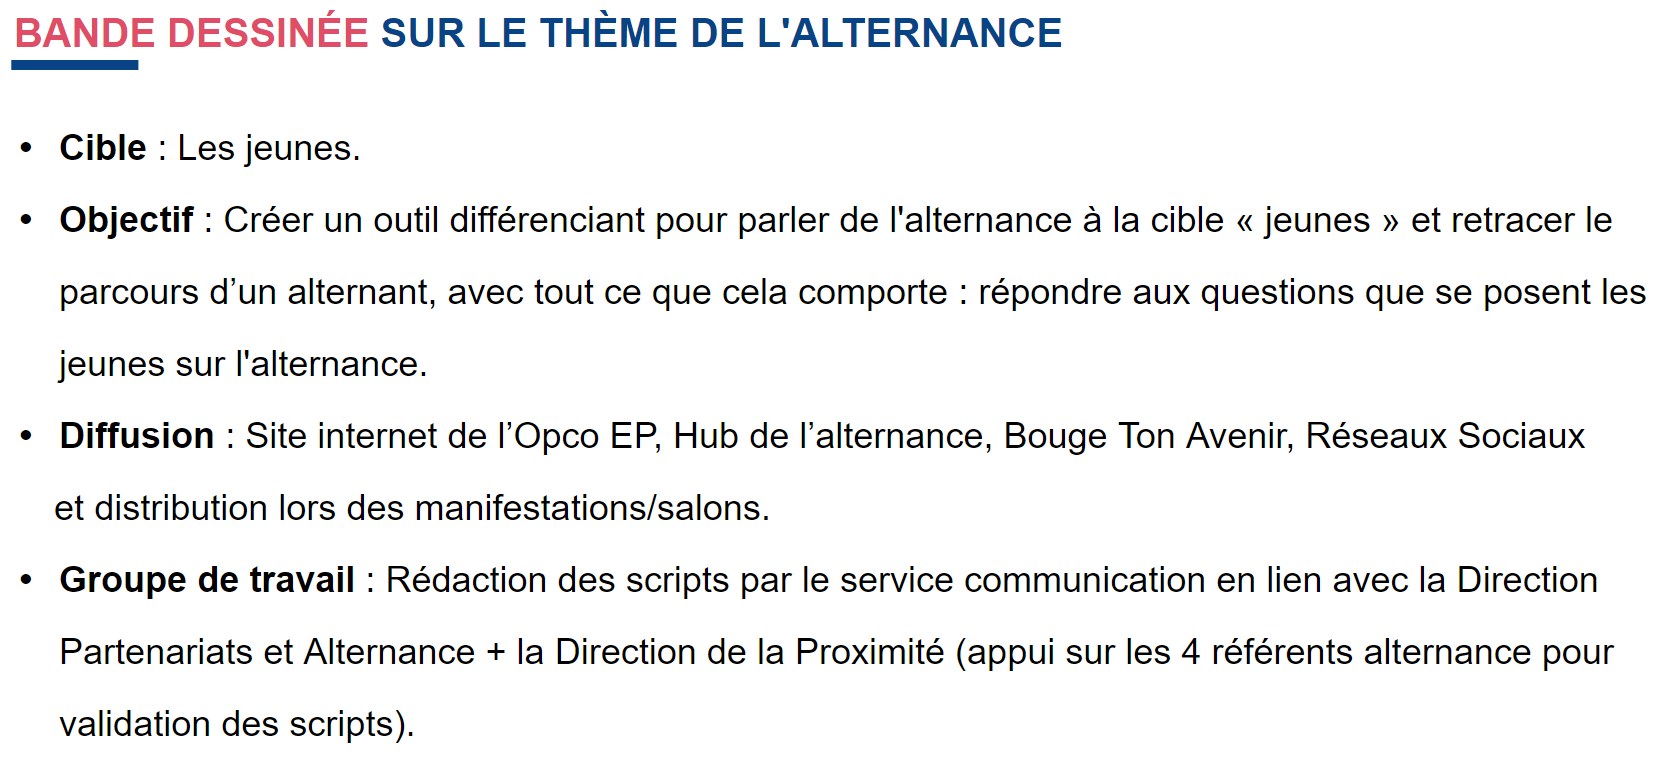 BANDE DESSINÉE SUR LE THÈME DE L'ALTERNANCE
• Cible : Les jeunes.
• Objectif : Créer un outil différenciant pour parler de l'alternance à la cible « jeunes » et retracer le
parcours d’un alternant, avec tout ce que cela comporte : répondre aux questions que se posent les
jeunes sur l'alternance.
• Diffusion : Site internet de l’Opco EP, Hub de l’alternance, Bouge Ton Avenir, Réseaux Sociaux
et distribution lors des manifestations/salons.
• Groupe de travail : Rédaction des scripts par le service communication en lien avec la Direction
Partenariats et Alternance + la Direction de la Proximité (appui sur les 4 référents alternance pour
validation des scripts).